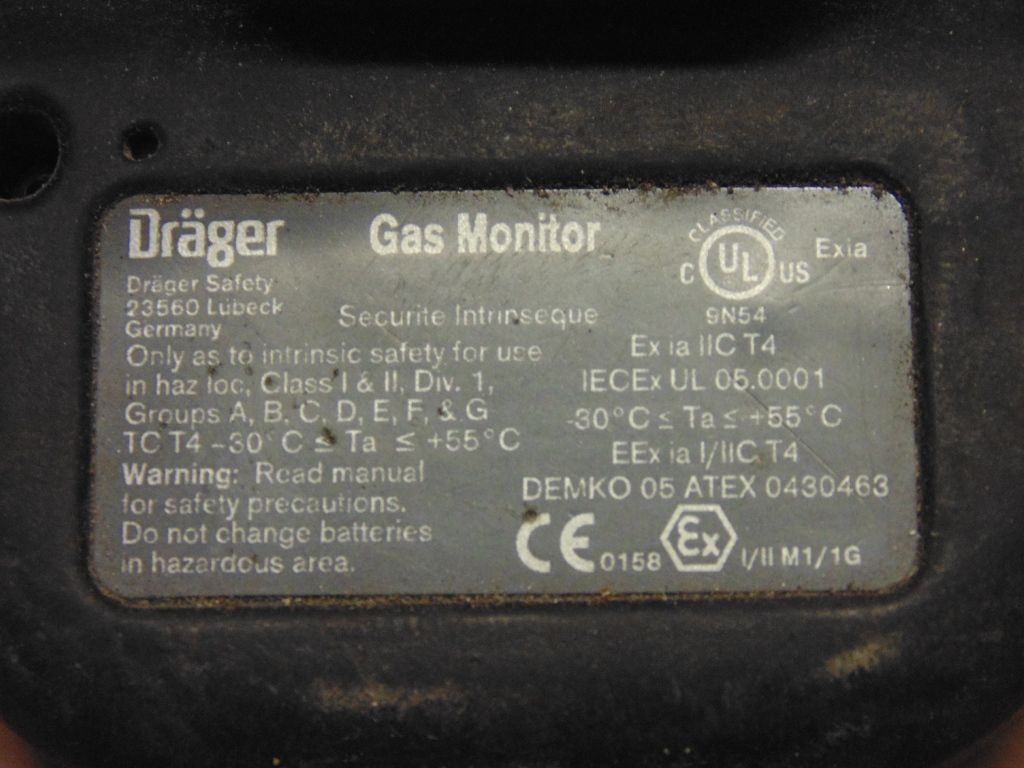 Dräger Gas Monitor
CLASSIFIED
C UL US Exia
Dräger Safety
23560 Lübeck
Germany
Securite Intrinseque
9N54
Only as to intrinsic safety for use
in haz loc, Class I & II, Div. 1,
Groups A, B, C, D, E, F, & G
TC T4 -30°C ≤ Ta ≤ +55°C
Warning: Read manual
for safety precautions.
Do not change batteries
in hazardous area.
Ex ia IIC T4
IECEx UL 05.0001
-30°C ≤ Ta ≤ +55°C
EEx ia I/IIC T4
DEMKO 05 ATEX 0430463
CE 0158 Ex I/II M1/1G